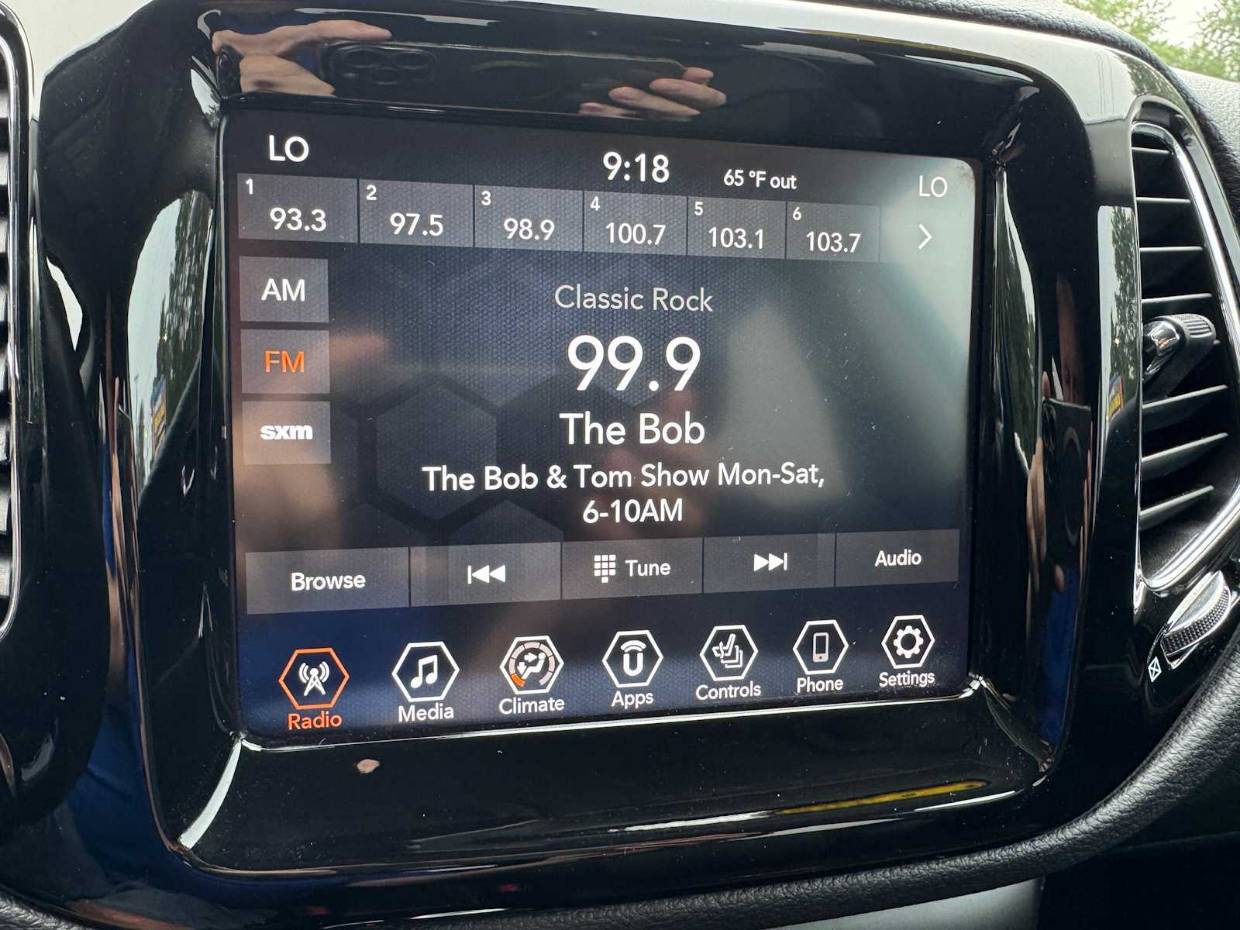 LO 9:18 65 °F out LO
1 93.3 2 97.5 3 98.9 4 100.7 5 103.1 6 103.7
AM
FM
sxm
Classic Rock
99.9
The Bob
The Bob & Tom Show Mon-Sat,
6-10AM
Browse Tune Audio
Radio Media Climate Apps Controls Phone Settings